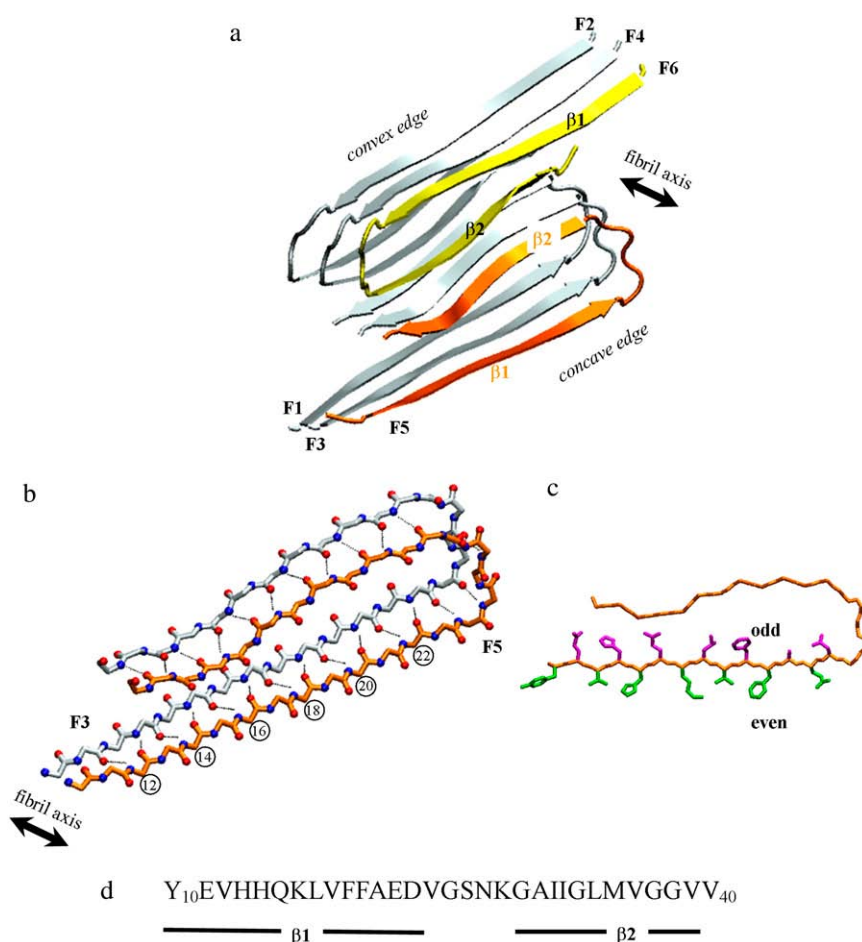 a
F2
F4
F6
convex edge
β1
fibril axis
β2
β2
β1
concave edge
F1
F3
F5
b
c
F5
22
20
18
16
14
12
F3
fibril axis
odd
even
d
Y10EVHHQKLVFFAEDVGSNKGAIIGLMVGGVV40
β1
β2